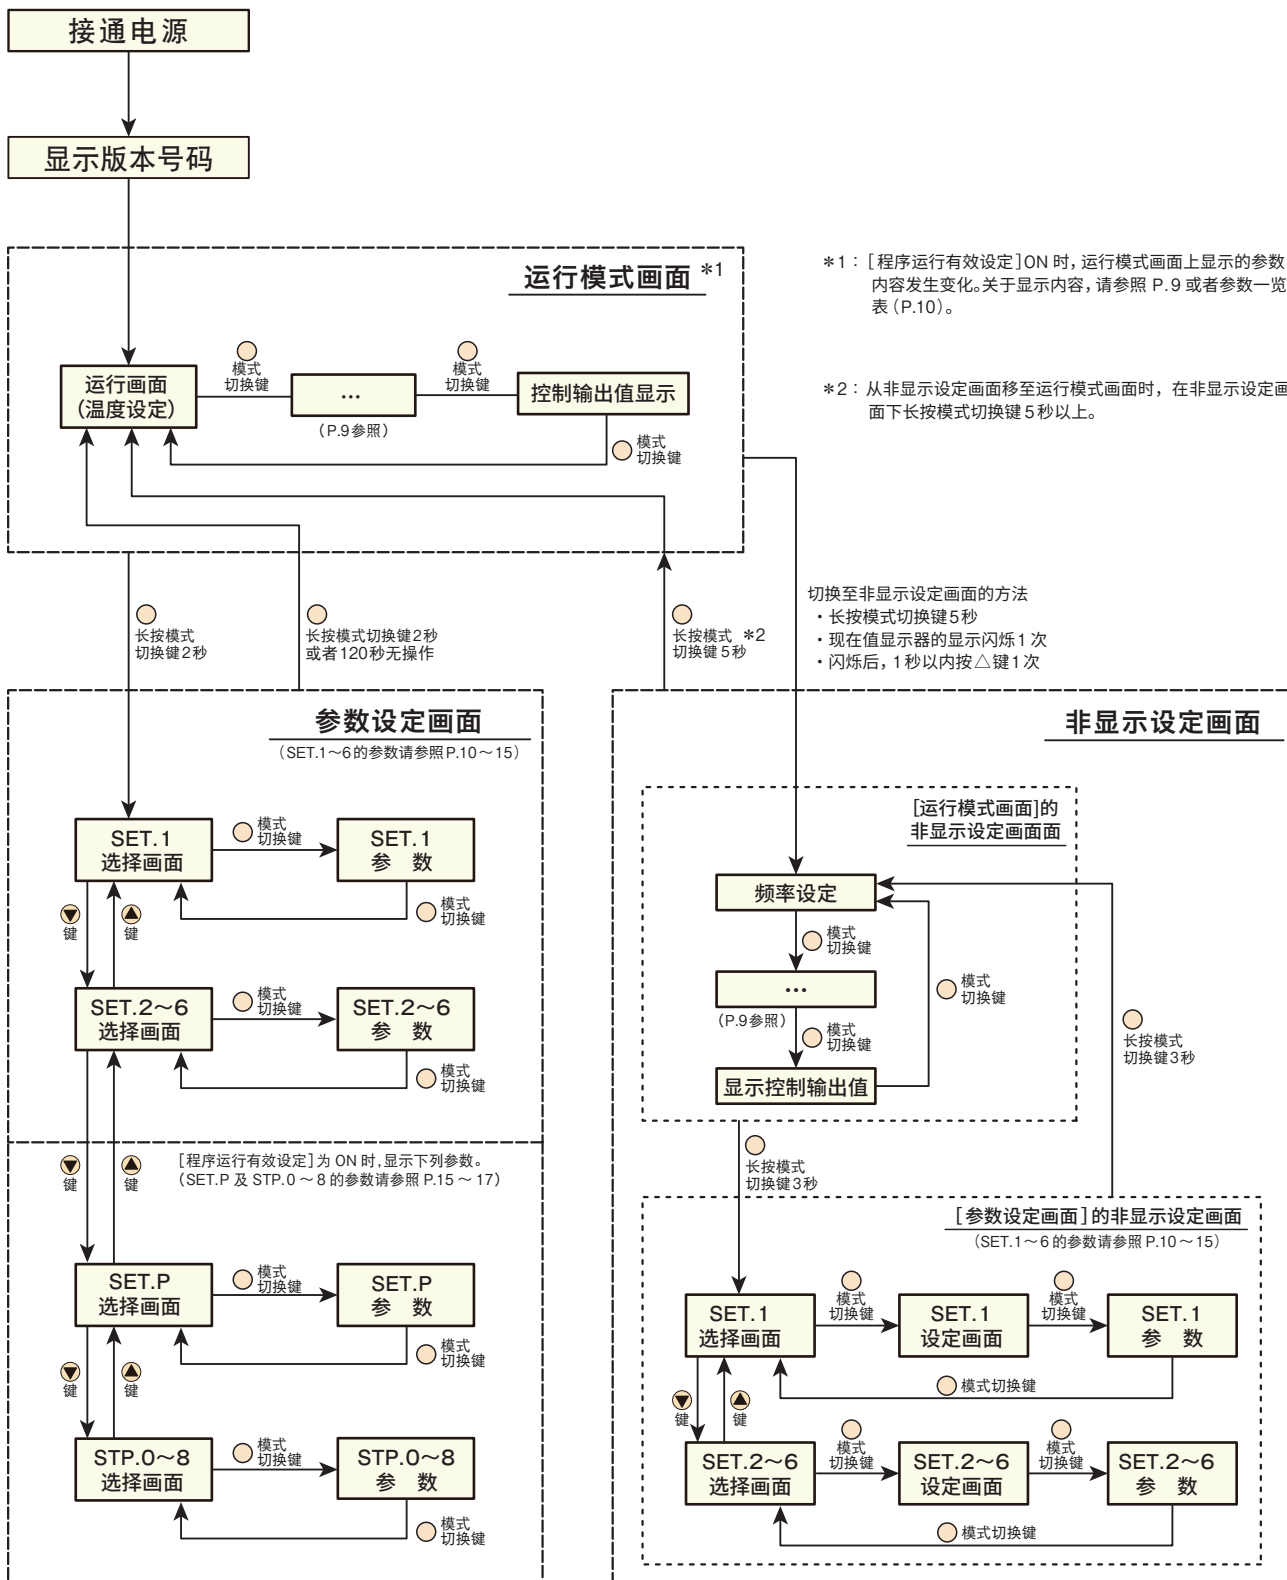 接通电源
显示版本号码
运行模式画面 *1
运行画面
(温度设定)
模式
切换键
…
(P.9参照)
模式
切换键
控制输出值显示
模式
切换键
*1：[程序运行有效设定]ON 时，运行模式画面上显示的参数
内容发生变化。关于显示内容，请参照 P.9 或者参数一览
表 (P.10)。
*2：从非显示设定画面移至运行模式画面时，在非显示设定画
面下长按模式切换键 5 秒以上。
长按模式
切换键2秒
长按模式切换键2秒
或者120秒无操作
长按模式 *2
切换键 5 秒
切换至非显示设定画面的方法
・长按模式切换键5秒
・现在值显示器的显示闪烁1次
・闪烁后，1秒以内按△键1次
参数设定画面
(SET.1～6的参数请参照P.10～15)
SET.1
选择画面
模式
切换键
SET.1
参 数
模式
切换键
键
键
SET.2～6
选择画面
模式
切换键
SET.2～6
参 数
模式
切换键
键
键
[程序运行有效设定]为 ON 时,显示下列参数。
(SET.P 及 STP.0 ～ 8 的参数请参照 P.15 ～ 17)
SET.P
选择画面
模式
切换键
SET.P
参 数
模式
切换键
键
键
STP.0～8
选择画面
模式
切换键
STP.0～8
参 数
模式
切换键
非显示设定画面
[运行模式画面]的
非显示设定画面面
频率设定
模式
切换键
…
(P.9参照)
模式
切换键
显示控制输出值
模式
切换键
长按模式
切换键3秒
长按模式
切换键3秒
[参数设定画面]的非显示设定画面
(SET.1～6的参数请参照P.10～15)
SET.1
选择画面
模式
切换键
SET.1
设定画面
模式
切换键
SET.1
参 数
模式切换键
键
键
SET.2～6
选择画面
模式
切换键
SET.2～6
设定画面
模式
切换键
SET.2～6
参 数
模式切换键